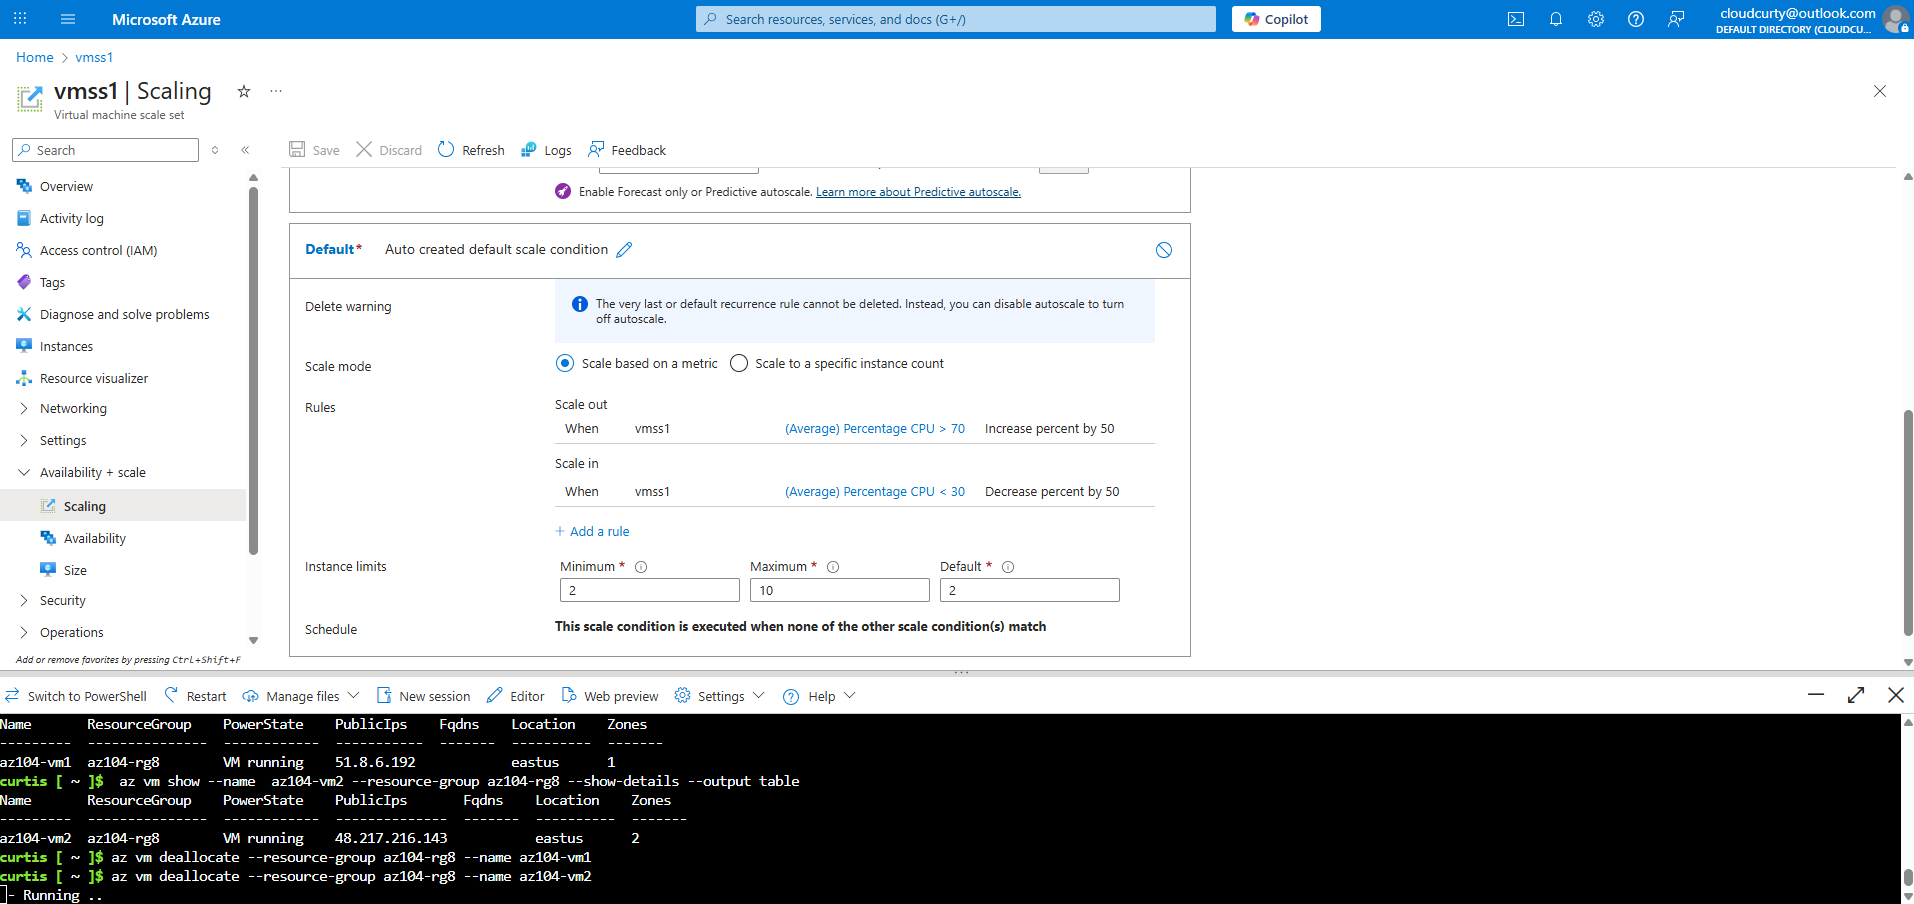 Microsoft Azure
Search resources, services, and docs (G+/)
Copilot
cloudcurty@outlook.com
DEFAULT DIRECTORY (CLOUDCU...
Home > vmss1
vmss1 | Scaling
Virtual machine scale set
Search
Save
Discard
Refresh
Logs
Feedback
Overview
Activity log
Access control (IAM)
Tags
Diagnose and solve problems
Instances
Resource visualizer
Networking
Settings
Availability + scale
Scaling
Availability
Size
Security
Operations
Add or remove favorites by pressing Ctrl+Shift+F
Enable Forecast only or Predictive autoscale. Learn more about Predictive autoscale.
Default* Auto created default scale condition
Delete warning
The very last or default recurrence rule cannot be deleted. Instead, you can disable autoscale to turn
off autoscale.
Scale mode
Scale based on a metric
Scale to a specific instance count
Rules
Scale out
When vmss1 (Average) Percentage CPU > 70 Increase percent by 50
Scale in
When vmss1 (Average) Percentage CPU < 30 Decrease percent by 50
+ Add a rule
Instance limits
Minimum * Maximum * Default *
2 10 2
Schedule
This scale condition is executed when none of the other scale condition(s) match
Switch to PowerShell
Restart
Manage files
New session
Editor
Web preview
Settings
Help
Name ResourceGroup PowerState PublicIps Fqdns Location Zones
--------- --------------- ------------ ----------- ------- ---------- -------
az104-vm1 az104-rg8 VM running 51.8.6.192 eastus 1
curtis [ ~ ]$ az vm show --name az104-vm2 --resource-group az104-rg8 --show-details --output table
Name ResourceGroup PowerState PublicIps Fqdns Location Zones
--------- --------------- ------------ -------------- ------- ---------- -------
az104-vm2 az104-rg8 VM running 48.217.216.143 eastus 2
curtis [ ~ ]$ az vm deallocate --resource-group az104-rg8 --name az104-vm1
curtis [ ~ ]$ az vm deallocate --resource-group az104-rg8 --name az104-vm2
- Running ..